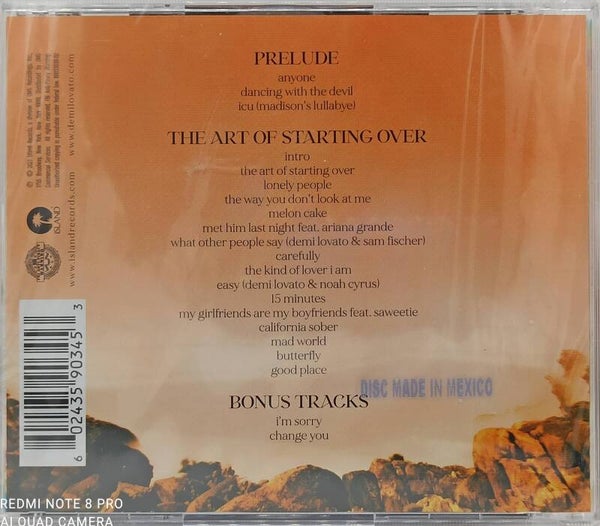 PRELUDE
anyone
dancing with the devil
icu (madison's lullabye)
THE ART OF STARTING OVER
intro
the art of starting over
lonely people
the way you don't look at me
melon cake
met him last night feat. ariana grande
what other people say (demi lovato & sam fischer)
carefully
the kind of lover i am
easy (demi lovato & noah cyrus)
15 minutes
my girlfriends are my boyfriends feat. saweetie
california sober
mad world
butterfly
good place
BONUS TRACKS
i'm sorry
change you
DISC MADE IN MEXICO
www.islandrecords.com
www.demilovato.com
ISLAND
6 02435 90345 3
REDMI NOTE 8 PRO
AI QUAD CAMERA